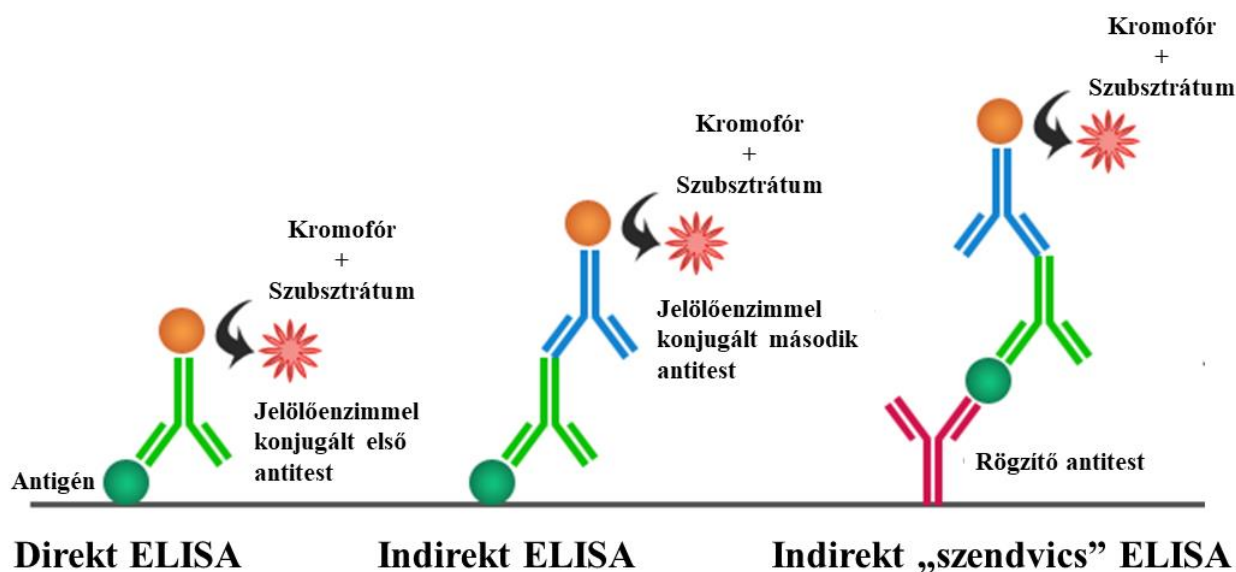 Kromofór
+
Szubsztrátum
Jelölőenzimmel
konjugált első
antitest
Antigén
Direkt ELISA
Kromofór
+
Szubsztrátum
Jelölőenzimmel
konjugált második
antitest
Indirekt ELISA
Kromofór
+
Szubsztrátum
Rögzítő antitest
Indirekt „szendvics” ELISA